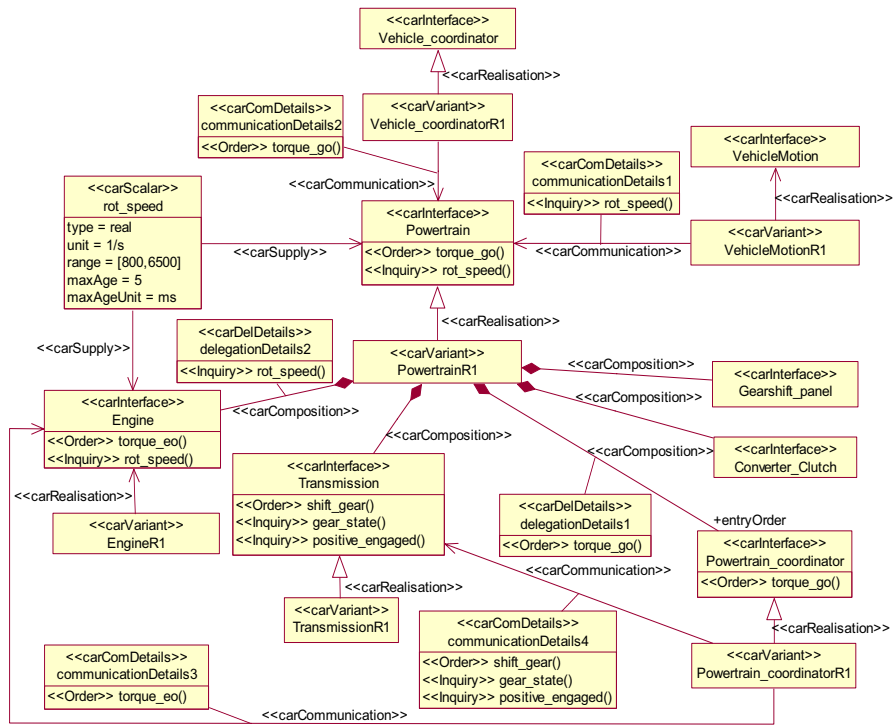 <<carInterface>>
Vehicle_coordinator
<<carRealisation>>
<<carComDetails>>
communicationDetails2
<<Order>> torque_go()
<<carVariant>>
Vehicle_coordinatorR1
<<carInterface>>
VehicleMotion
<<carComDetails>>
communicationDetails1
<<Inquiry>> rot_speed()
<<carCommunication>>
<<carRealisation>>
<<carScalar>>
rot_speed
type = real
unit = 1/s
range = [800,6500]
maxAge = 5
maxAgeUnit = ms
<<carInterface>>
Powertrain
<<Order>> torque_go()
<<Inquiry>> rot_speed()
<<carSupply>>
<<carCommunication>>
<<carVariant>>
VehicleMotionR1
<<carRealisation>>
<<carSupply>>
<<carDelDetails>>
delegationDetails2
<<Inquiry>> rot_speed()
<<carVariant>>
PowertrainR1
<<carComposition>>
<<carInterface>>
Gearshift_panel
<<carInterface>>
Engine
<<Order>> torque_eo()
<<Inquiry>> rot_speed()
<<carComposition>>
<<carComposition>>
<<carComposition>>
<<carComposition>>
<<carInterface>>
Converter_Clutch
<<carInterface>>
Transmission
<<Order>> shift_gear()
<<Inquiry>> gear_state()
<<Inquiry>> positive_engaged()
<<carRealisation>>
<<carVariant>>
EngineR1
<<carDelDetails>>
delegationDetails1
<<Order>> torque_go()
+entryOrder
<<carInterface>>
Powertrain_coordinator
<<Order>> torque_go()
<<carCommunication>>
<<carRealisation>>
<<carVariant>>
TransmissionR1
<<carComDetails>>
communicationDetails4
<<Order>> shift_gear()
<<Inquiry>> gear_state()
<<Inquiry>> positive_engaged()
<<carRealisation>>
<<carVariant>>
Powertrain_coordinatorR1
<<carComDetails>>
communicationDetails3
<<Order>> torque_eo()
<<carCommunication>>